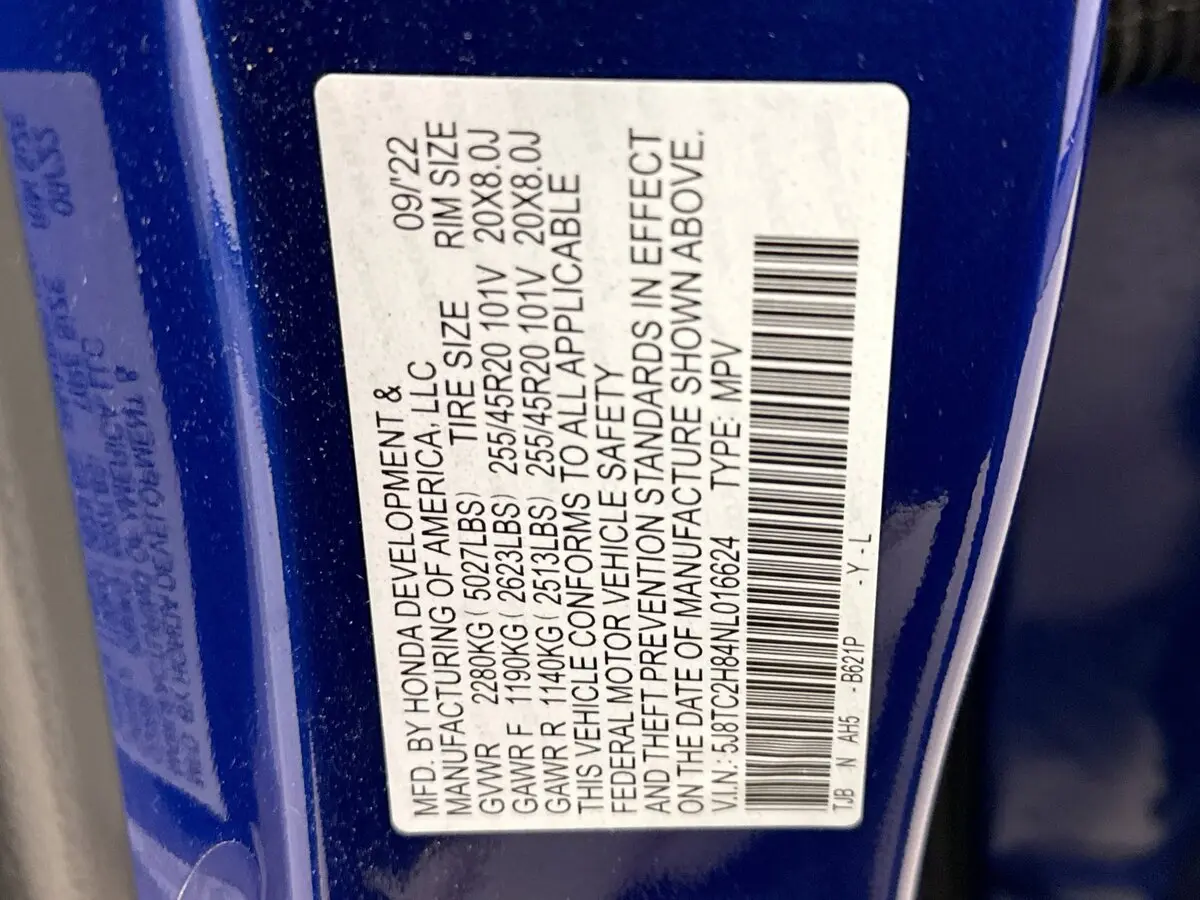 MFD. BY HONDA DEVELOPMENT & 09/'22
MANUFACTURING OF AMERICA, LLC
GVWR 2280KG ( 5027LBS) TIRE SIZE RIM SIZE
GAWR F 1190KG ( 2623LBS) 255/45R20 101V 20X8.0J
GAWR R 1140KG ( 2513LBS) 255/45R20 101V 20X8.0J
THIS VEHICLE CONFORMS TO ALL APPLICABLE
FEDERAL MOTOR VEHICLE SAFETY
AND THEFT PREVENTION STANDARDS IN EFFECT
ON THE DATE OF MANUFACTURE SHOWN ABOVE.
V.I.N.: 5J8TC2H84NL016624 TYPE: MPV
TJB N AH5 - B621P - Y - L